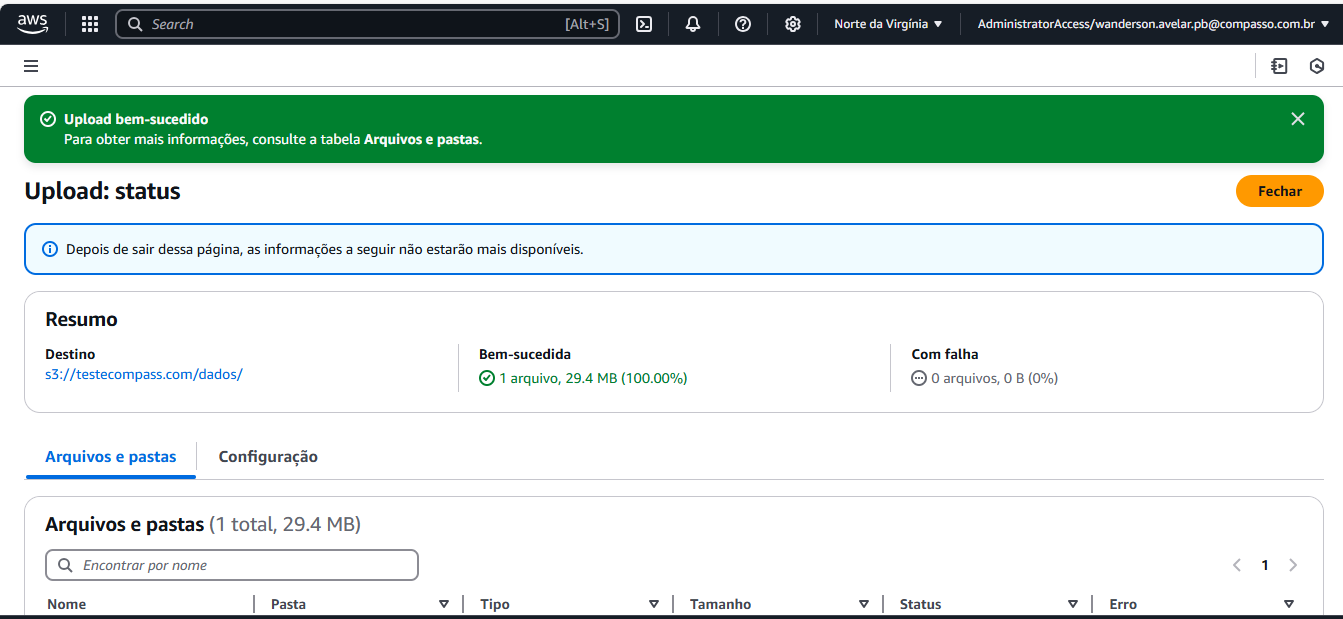 aws
Search [Alt+S]
Norte da Virgínia
AdministratorAccess/wanderson.avelar.pb@compasso.com.br
Upload bem-sucedido
Para obter mais informações, consulte a tabela Arquivos e pastas.
Upload: status
Fechar
Depois de sair dessa página, as informações a seguir não estarão mais disponíveis.
Resumo
Destino
s3://testecompass.com/dados/
Bem-sucedida
1 arquivo, 29.4 MB (100.00%)
Com falha
0 arquivos, 0 B (0%)
Arquivos e pastas
Configuração
Arquivos e pastas (1 total, 29.4 MB)
Encontrar por nome
1
Nome Pasta Tipo Tamanho Status Erro